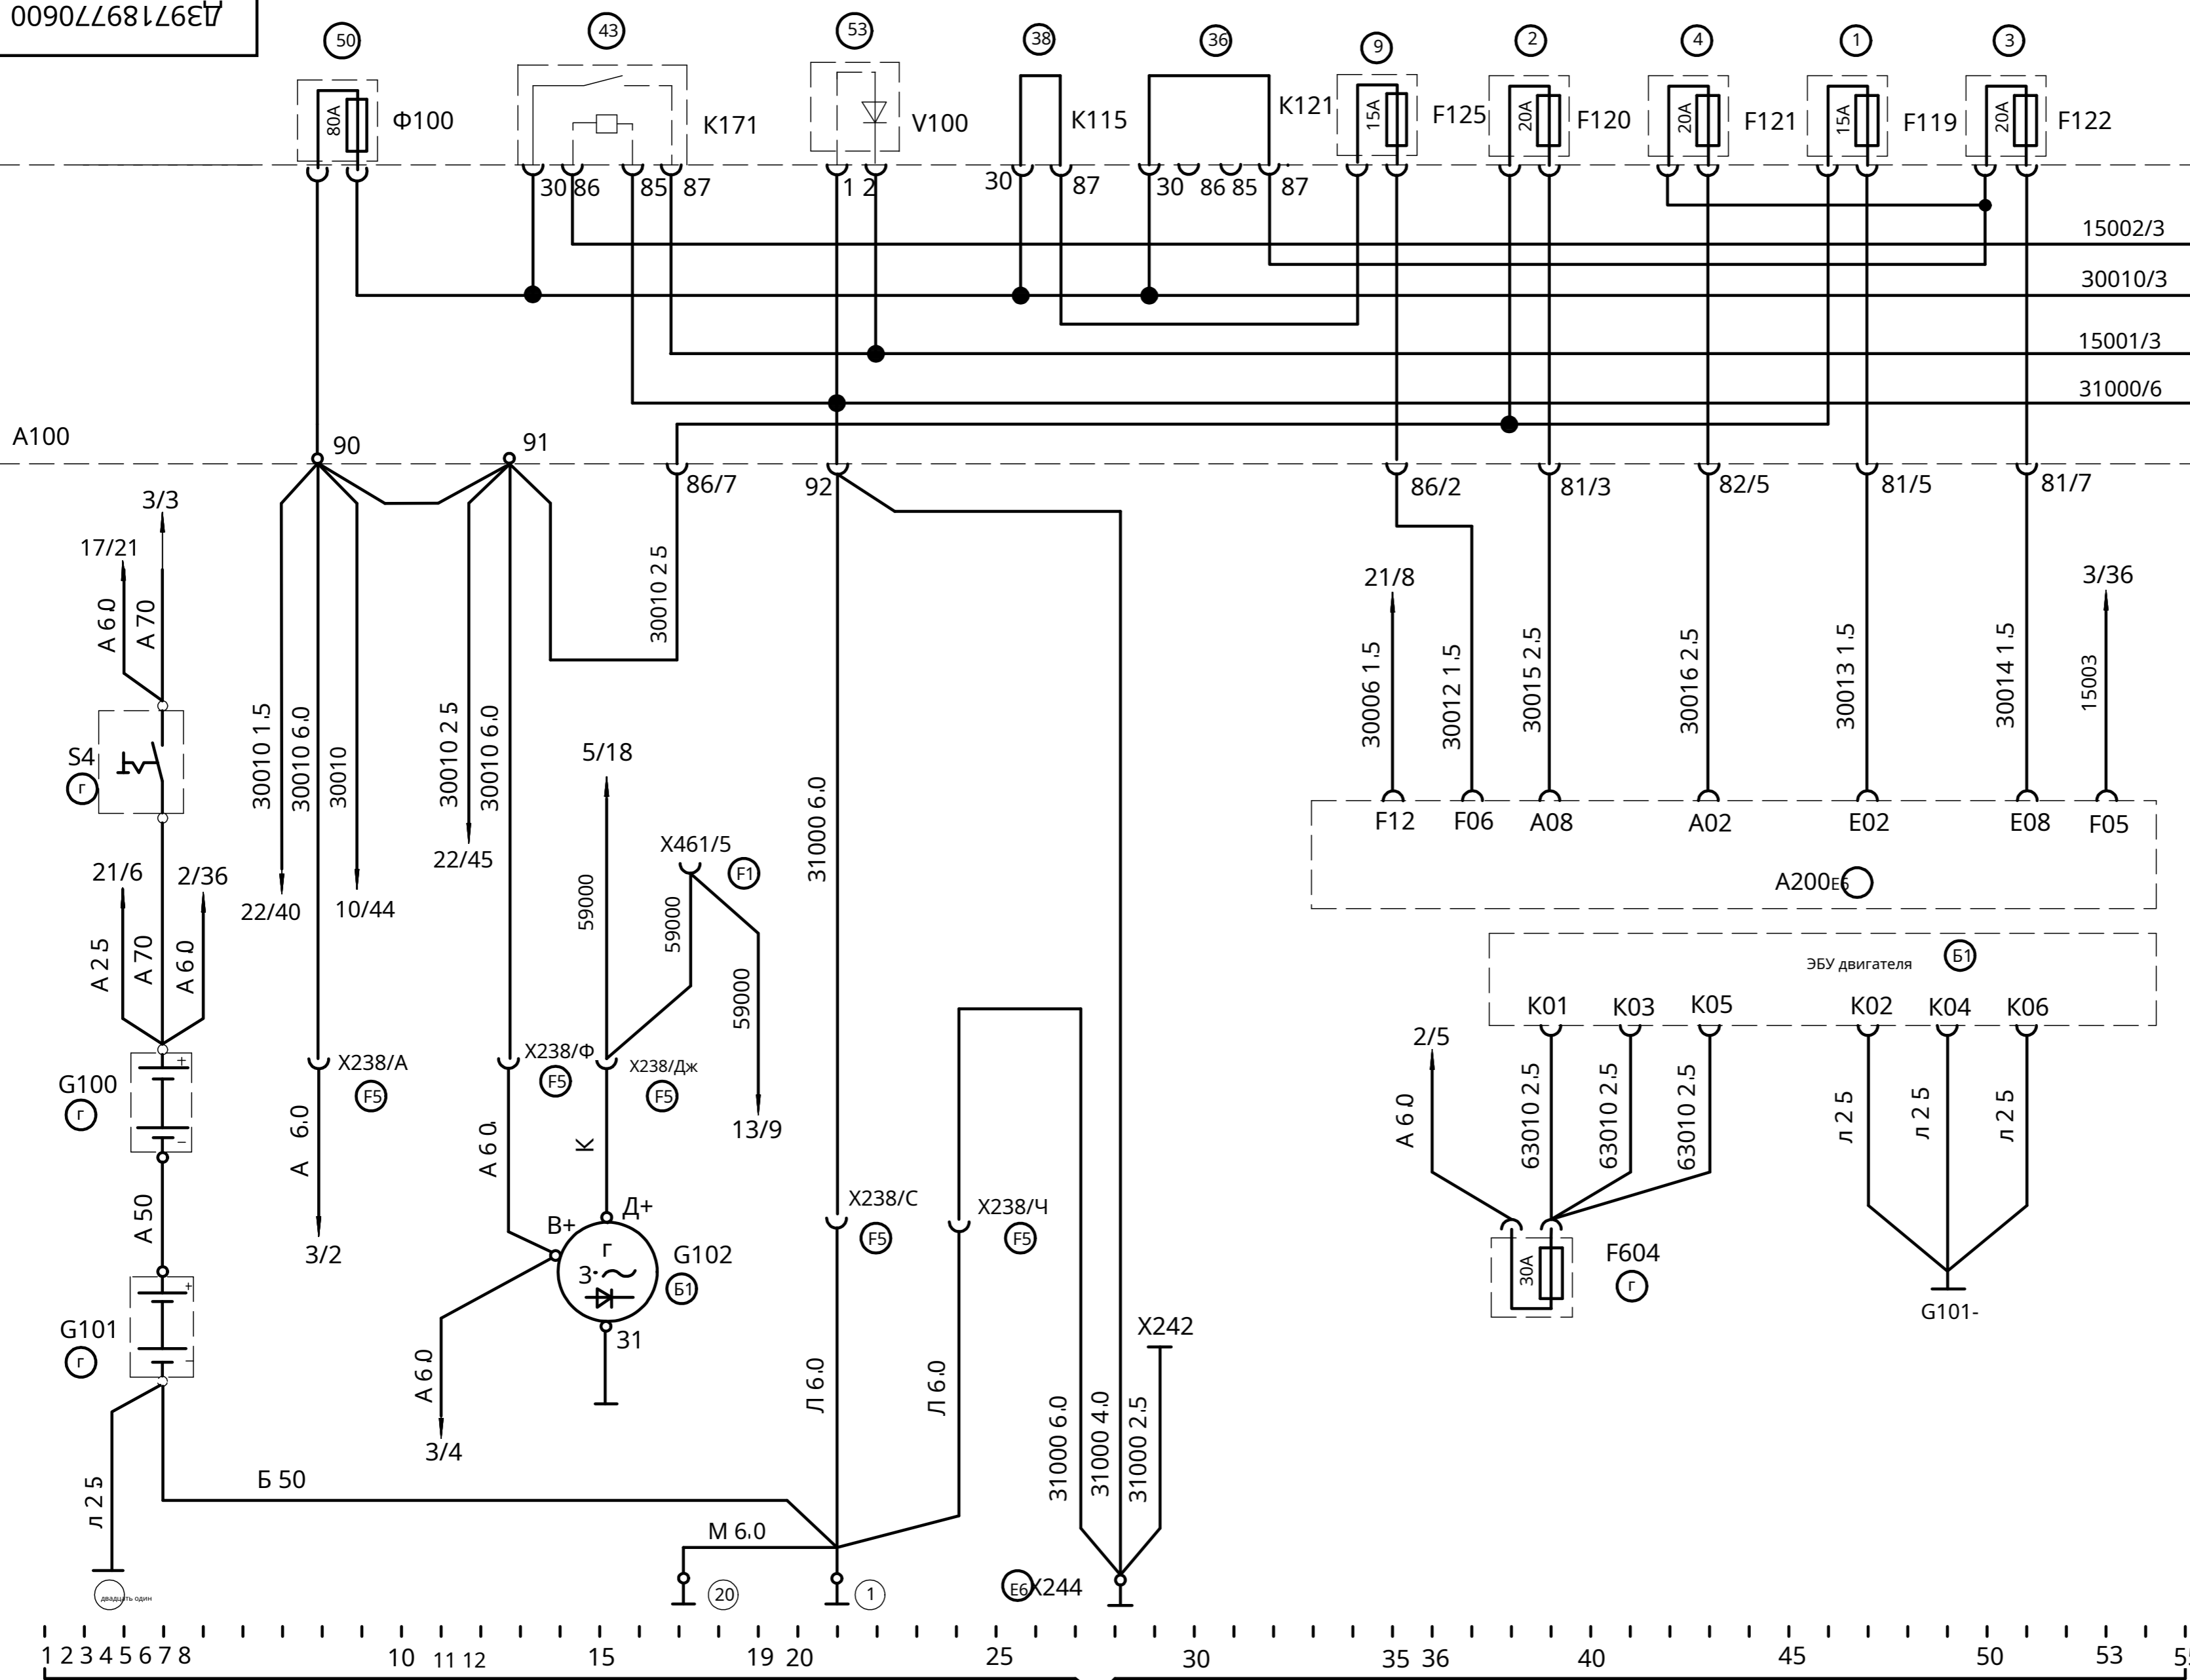 ДЗ97189770600
50
43
53
38
36
9
2
4
1
3
80A
Ф100
K171
V100
K115
K121
15A
F125
20A
F120
20A
F121
15A
F119
20A
F122
30 86 85 87
1 2
30 87
30 86 85 87
15002/3
30010/3
15001/3
31000/6
A100
90
91
86/7
92
86/2
81/3
82/5
81/5
81/7
3/3
17/21
A 6.0
A 70
30010 2 5
21/8
3/36
30006 1.5
30012 1.5
30015 2.5
30016 2.5
30013 1.5
30014 1.5
15003
S4
г
30010 1.5
30010 6.0
30010
30010 2 5
30010 6.0
5/18
31000 6.0
F12 F06 A08 A02 E02 E08 F05
X461/5
F1
22/45
21/6
2/36
22/40
10/44
59000
59000
59000
A200E6
A 2 5
A 70
A 6.0
ЭБУ двигателя
Б1
K01 K03 K05 K02 K04 K06
2/5
G100
г
X238/A
F5
X238/Ф
F5
X238/Дж
F5
13/9
A 6.0
A 6 0
К
A 6.0
63010 2.5
63010 2.5
63010 2.5
л 2 5
л 2 5
л 2 5
A 50
3/2
B+
Д+
г
3·
G102
Б1
31
X238/C
F5
X238/Ч
F5
30A
F604
г
G101-
G101
г
A 6.0
3/4
Л 6.0
Л 6.0
X242
31000 6.0
31000 4.0
31000 2.5
л 2 5
Б 50
M 6.0
двадцать один
20
1
E6
X244
1 2 3 4 5 6 7 8 10 11 12 15 19 20 25 30 35 36 40 45 50 53